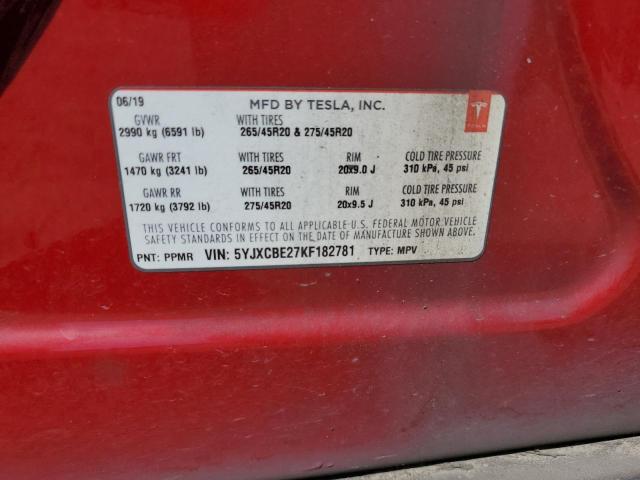 06/19 MFD BY TESLA, INC.
GVWR WITH TIRES
2990 kg (6591 lb) 265/45R20 & 275/45R20
GAWR FRT WITH TIRES RIM COLD TIRE PRESSURE
1470 kg (3241 lb) 265/45R20 20x9.0 J 310 kPa, 45 psi
GAWR RR WITH TIRES RIM COLD TIRE PRESSURE
1720 kg (3792 lb) 275/45R20 20x9.5 J 310 kPa, 45 psi
THIS VEHICLE CONFORMS TO ALL APPLICABLE U.S. FEDERAL MOTOR VEHICLE
SAFETY STANDARDS IN EFFECT ON THE DATE OF MANUFACTURE SHOWN ABOVE.
PNT: PPMR VIN: 5YJXCBE27KF182781 TYPE: MPV
TESLA